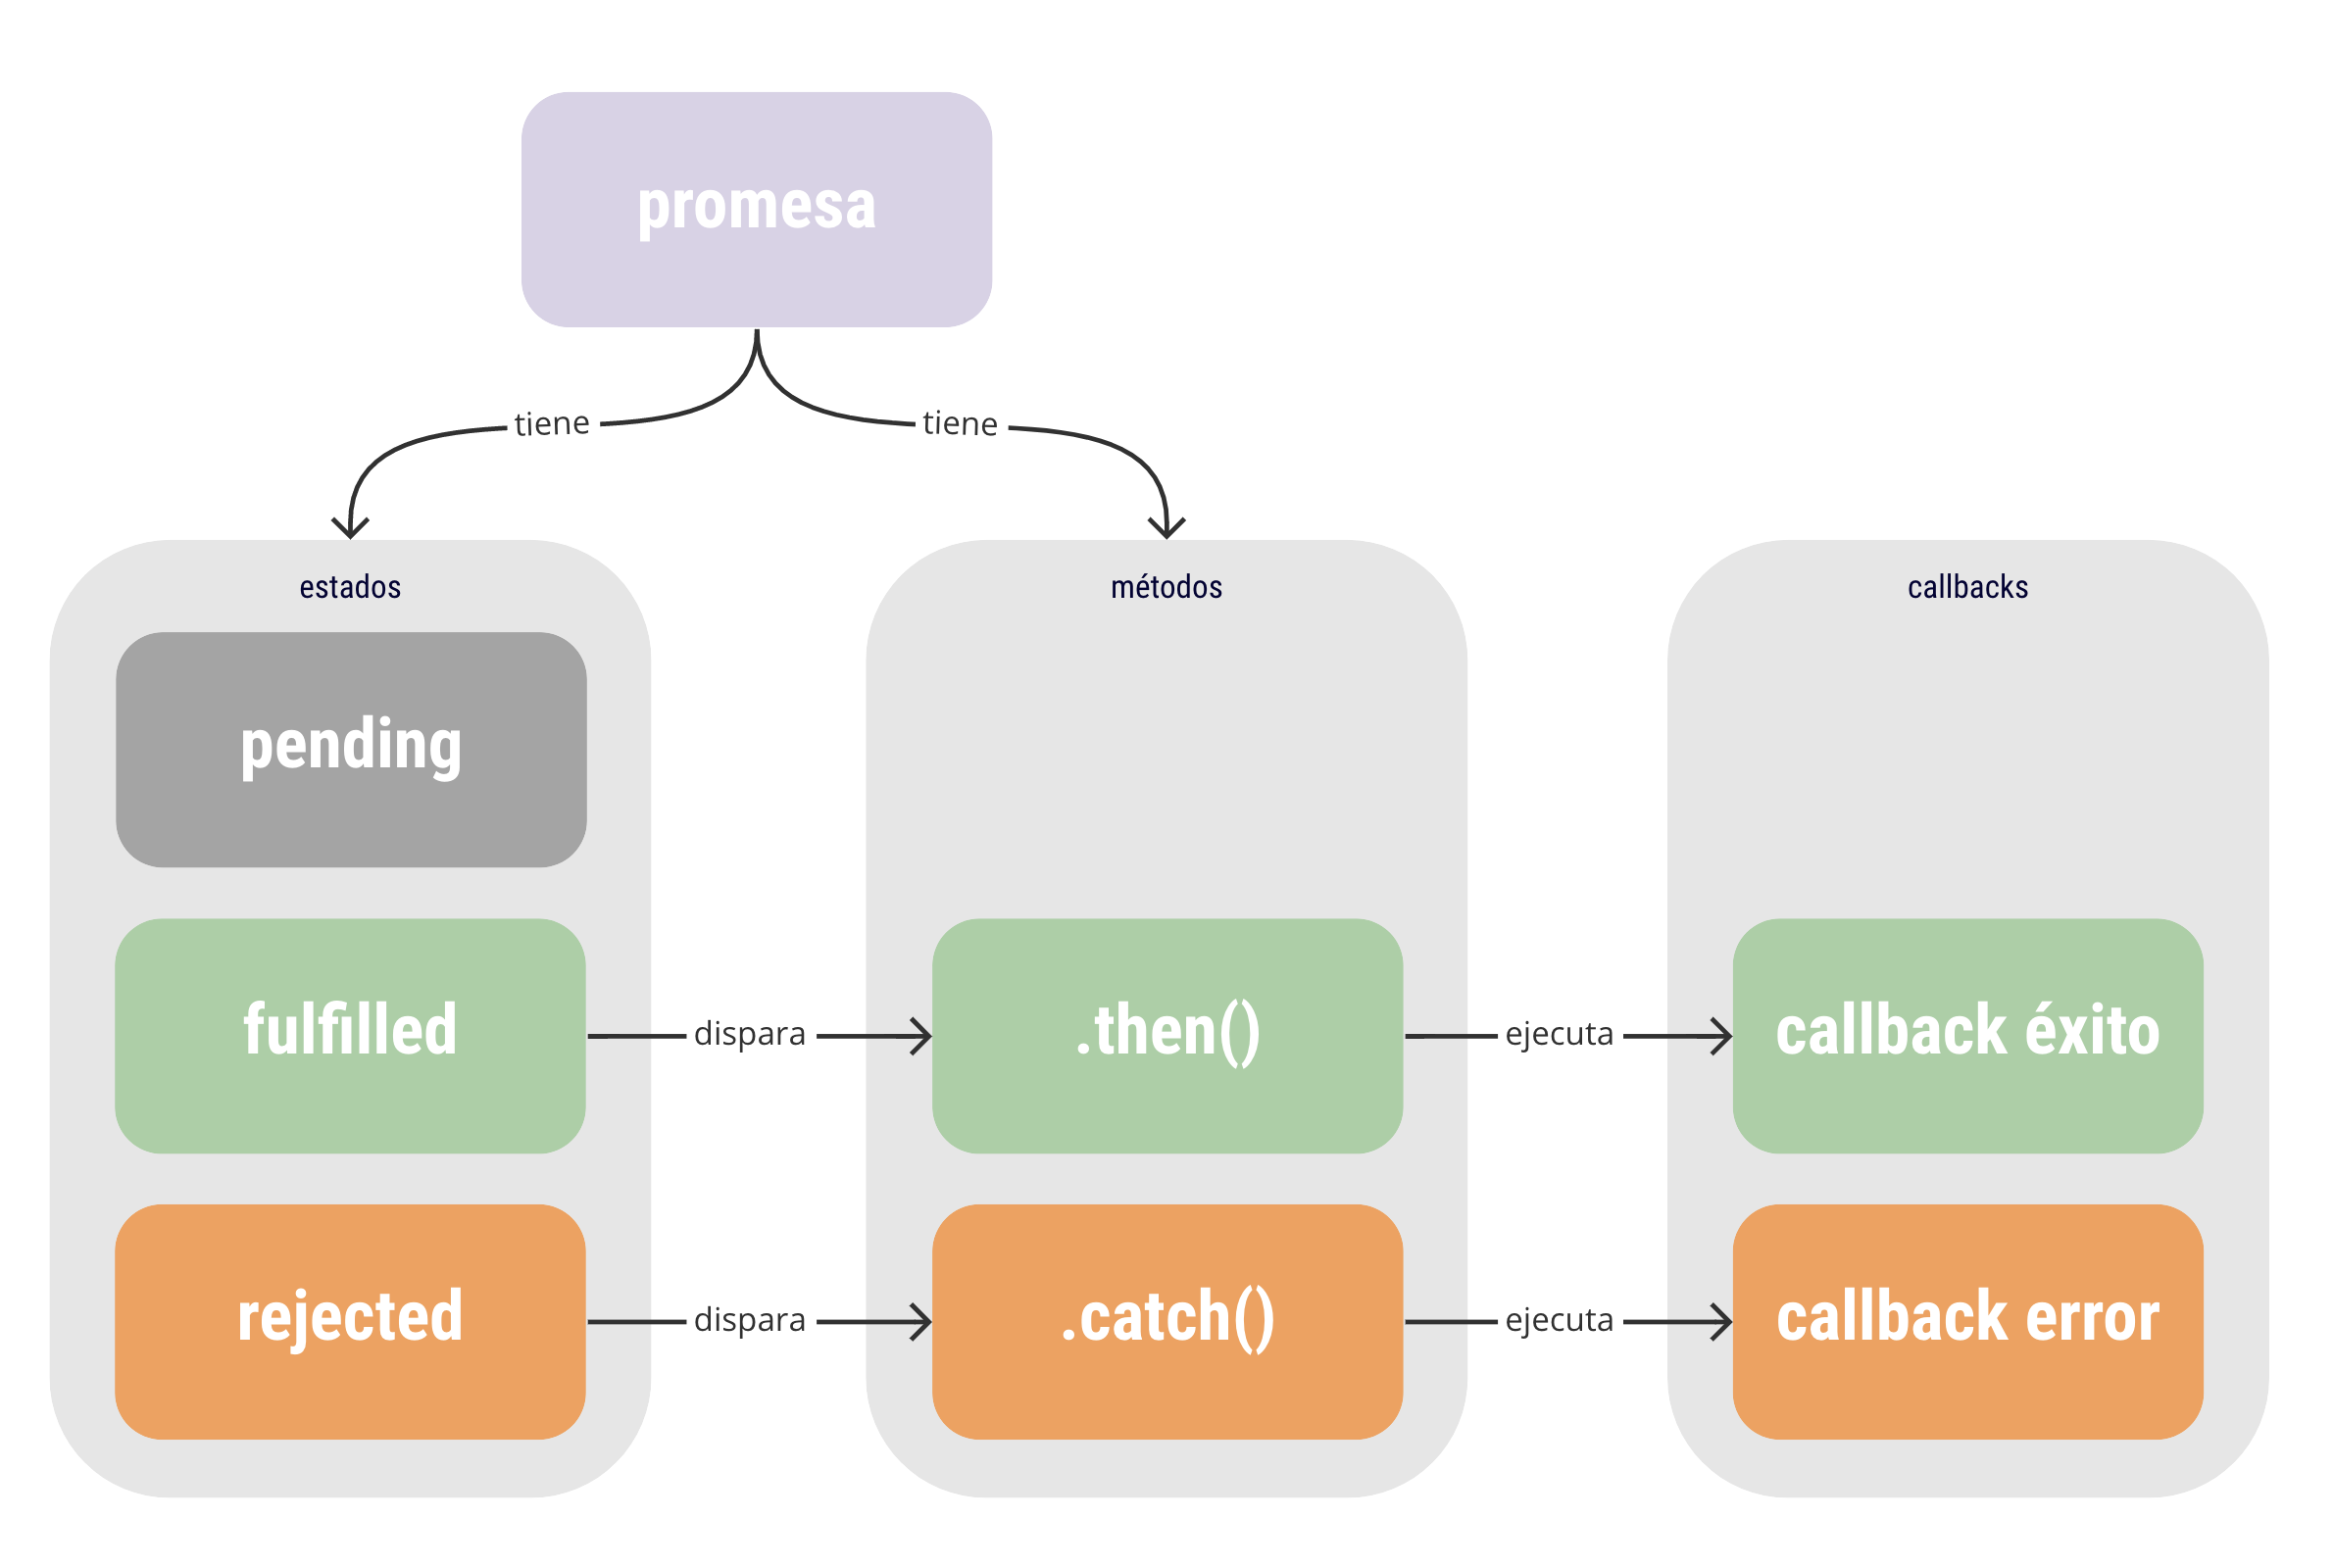 promesa
tiene
tiene
estados
métodos
callbacks
pending
fulfilled
dispara
.then()
ejecuta
callback éxito
rejected
dispara
.catch()
ejecuta
callback error